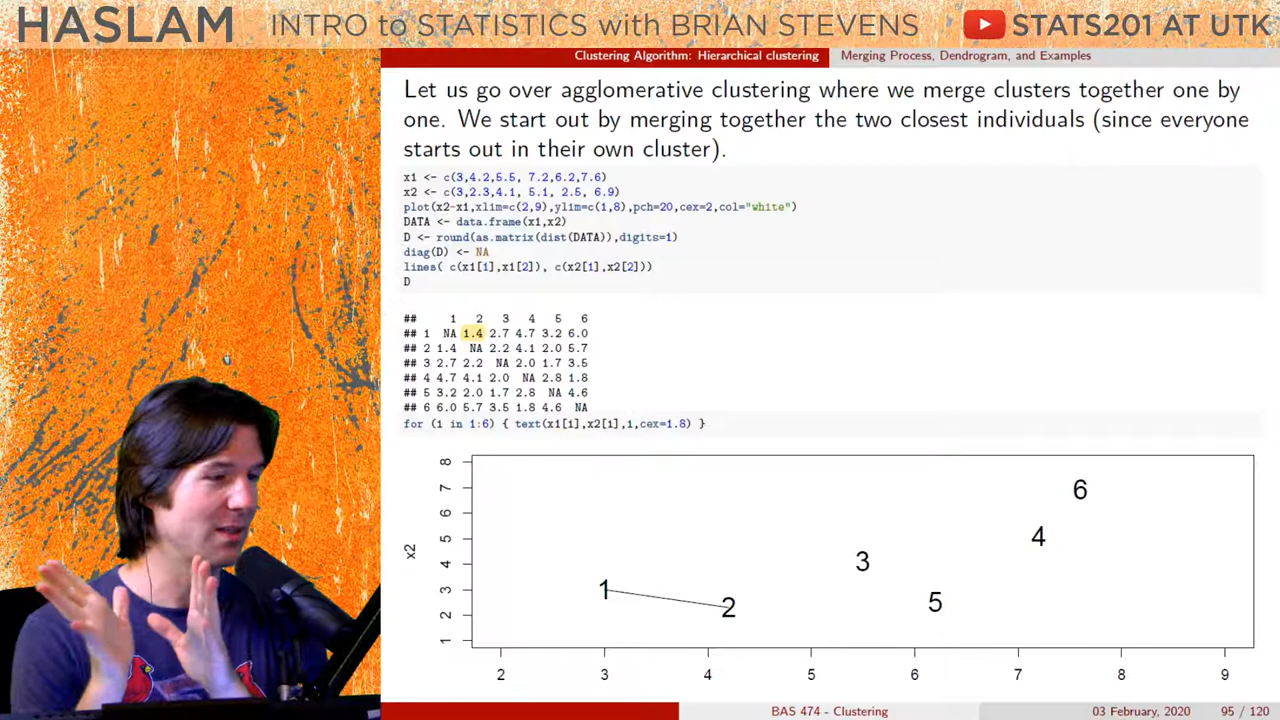 HASLAM INTRO to STATISTICS with BRIAN STEVENS STATS201 AT UTK
Clustering Algorithm: Hierarchical clustering Merging Process, Dendrogram, and Examples
Let us go over agglomerative clustering where we merge clusters together one by
one. We start out by merging together the two closest individuals (since everyone
starts out in their own cluster).
x1 <- c(3,4.2,5.5, 7.2,6.2,7.6)
x2 <- c(3,2.3,4.1, 5.1, 2.5, 6.9)
plot(x2~x1,xlim=c(2,9),ylim=c(1,8),pch=20,cex=2,col="white")
DATA <- data.frame(x1,x2)
D <- round(as.matrix(dist(DATA)),digits=1)
diag(D) <- NA
lines( c(x1[1],x1[2]), c(x2[1],x2[2]))
D
## 1 2 3 4 5 6
## 1 NA 1.4 2.7 4.7 3.2 6.0
## 2 1.4 NA 2.2 4.1 2.0 5.7
## 3 2.7 2.2 NA 2.0 1.7 3.5
## 4 4.7 4.1 2.0 NA 2.8 1.8
## 5 3.2 2.0 1.7 2.8 NA 4.6
## 6 6.0 5.7 3.5 1.8 4.6 NA
for (i in 1:6) { text(x1[i],x2[i],i,cex=1.8) }
8
7
6
5
4
3
2
1
x2
6
4
3
1
2
5
2 3 4 5 6 7 8 9
BAS 474 - Clustering 03 February, 2020 95 / 120